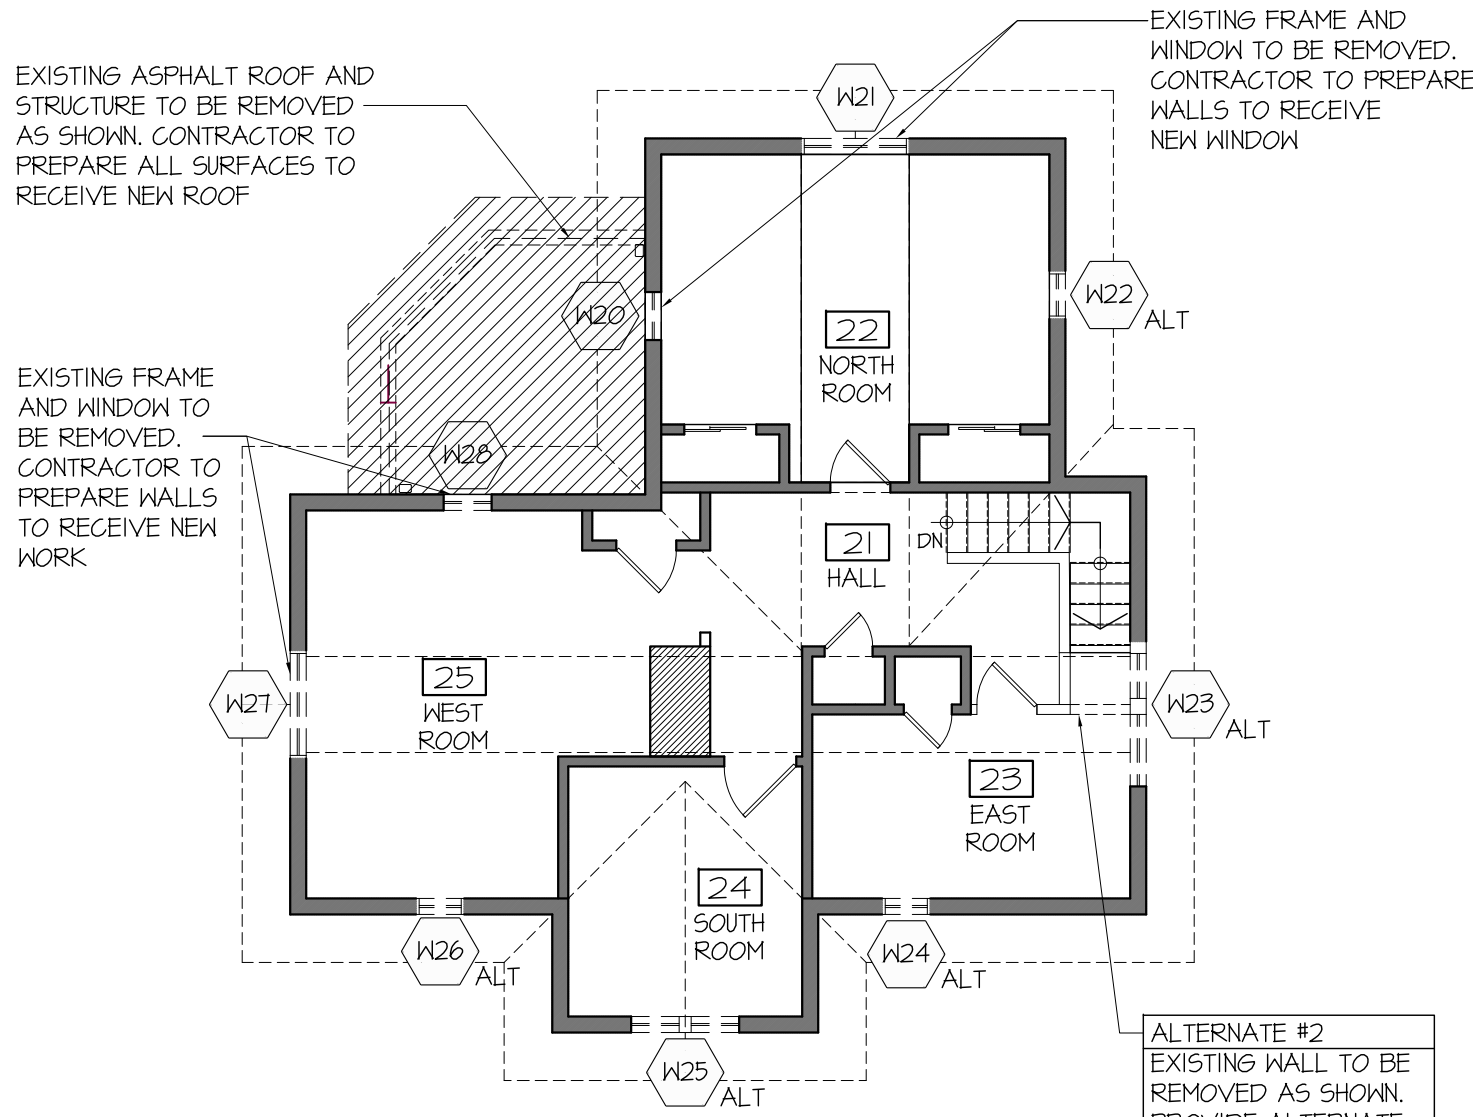 EXISTING FRAME AND
WINDOW TO BE REMOVED.
CONTRACTOR TO PREPARE
WALLS TO RECEIVE
NEW WINDOW
EXISTING ASPHALT ROOF AND
STRUCTURE TO BE REMOVED
AS SHOWN. CONTRACTOR TO
PREPARE ALL SURFACES TO
RECEIVE NEW ROOF
W21
W22
ALT
W20
22
NORTH
ROOM
EXISTING FRAME
AND WINDOW TO
BE REMOVED.
CONTRACTOR TO
PREPARE WALLS
TO RECEIVE NEW
WORK
W28
21
HALL
DN
25
WEST
ROOM
W27
W23
ALT
23
EAST
ROOM
24
SOUTH
ROOM
W26
ALT
W24
ALT
W25
ALT
ALTERNATE #2
EXISTING WALL TO BE
REMOVED AS SHOWN.
PROVIDE ALTERNATE